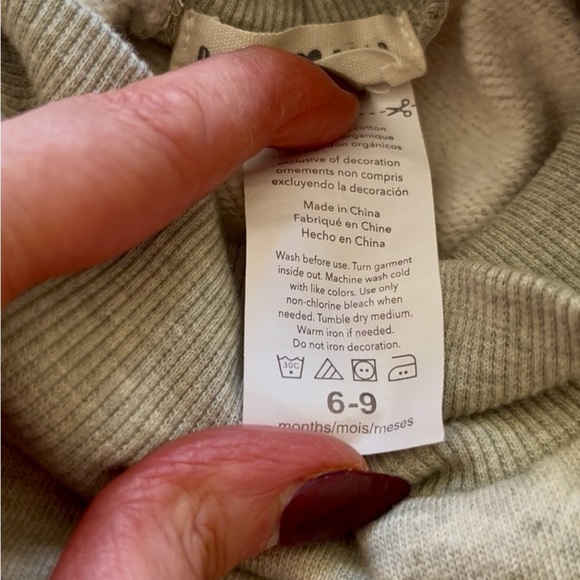 cotton
organique
orgánicos
exclusive of decoration
ornements non compris
excluyendo la decoración
Made in China
Fabriqué en Chine
Hecho en China
Wash before use. Turn garment
inside out. Machine wash cold
with like colors. Use only
non-chlorine bleach when
needed. Tumble dry medium.
Warm iron if needed.
Do not iron decoration.
30C
6-9
months/mois/meses